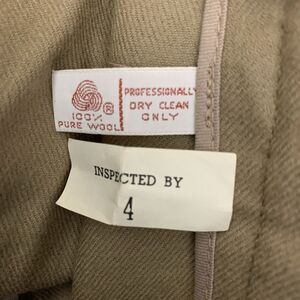 ®
100%
PURE WOOL
PROFESSIONALLY
DRY CLEAN
ONLY
INSPECTED BY
4